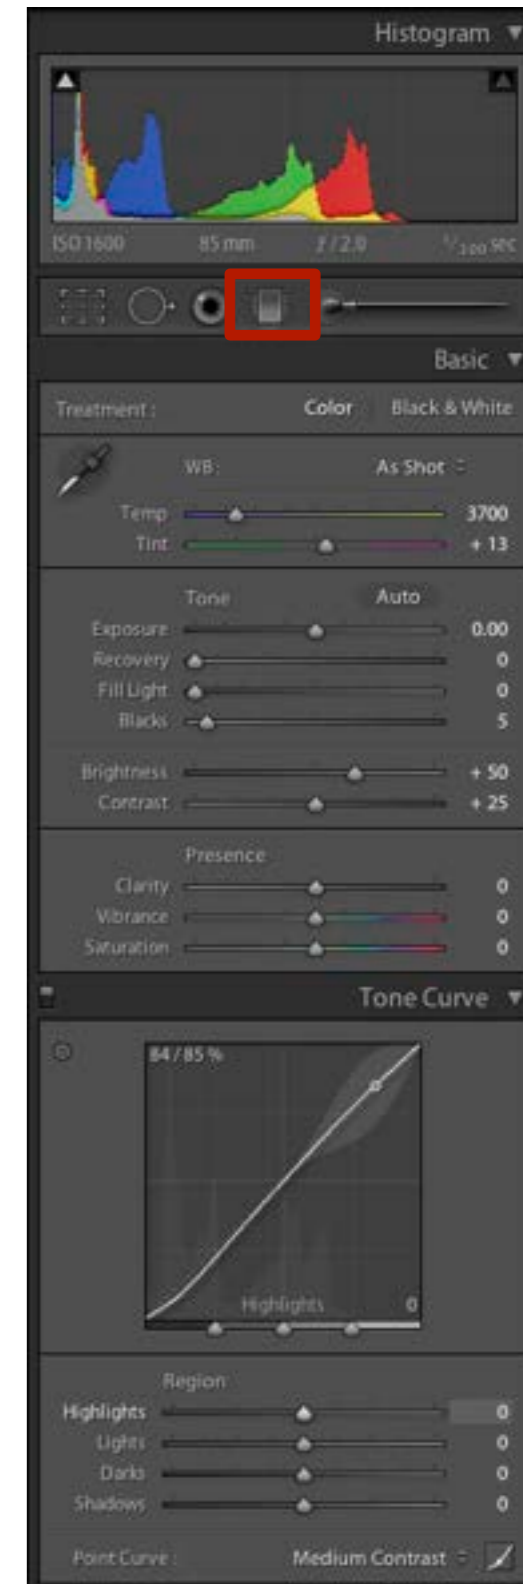 Histogram
ISO 1600 85 mm ƒ / 2.0 1/200 SEC
Basic
Treatment : Color Black & White
WB : As Shot
Temp 3700
Tint + 13
Tone Auto
Exposure 0.00
Recovery 0
Fill Light 0
Blacks 5
Brightness + 50
Contrast + 25
Presence
Clarity 0
Vibrance 0
Saturation 0
Tone Curve
84 / 85 %
Highlights 0
Region
Highlights 0
Lights 0
Darks 0
Shadows 0
Point Curve : Medium Contrast